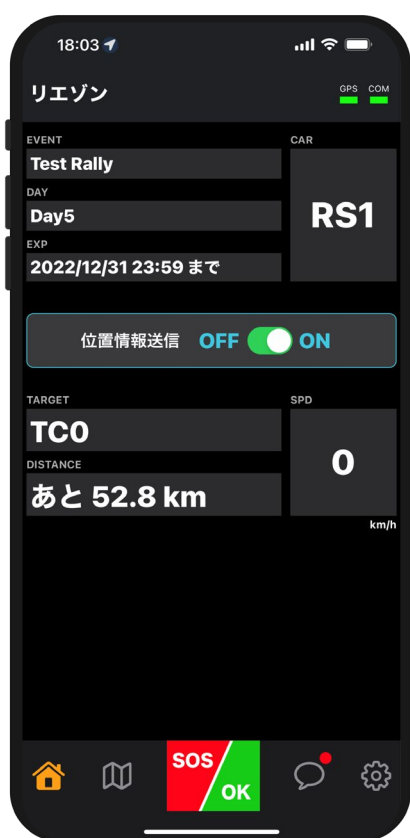 18:03
リエゾン
GPS COM
EVENT
Test Rally
CAR
RS1
DAY
Day5
EXP
2022/12/31 23:59 まで
位置情報送信 OFF ON
TARGET
TC0
SPD
0
km/h
DISTANCE
あと 52.8 km
SOS/OK